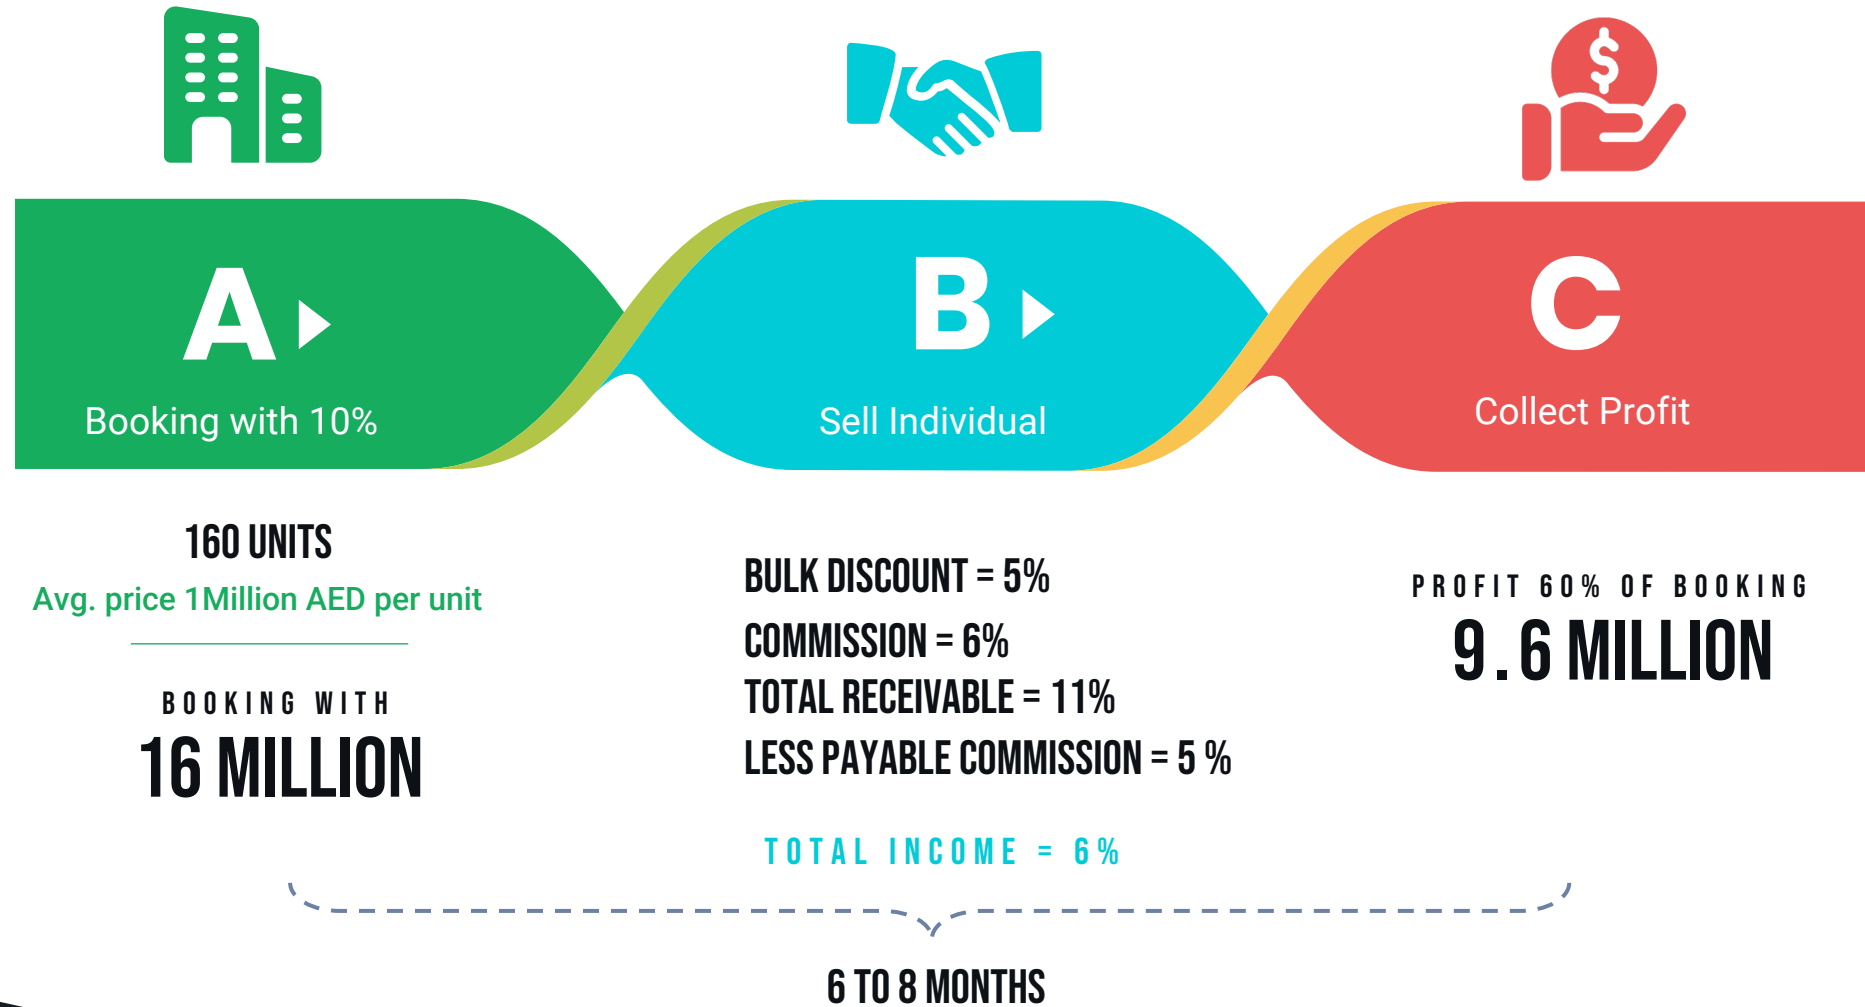 A
Booking with 10%
160 UNITS
Avg. price 1Million AED per unit
BOOKING WITH
16 MILLION
B
Sell Individual
BULK DISCOUNT = 5%
COMMISSION = 6%
TOTAL RECEIVABLE = 11%
LESS PAYABLE COMMISSION = 5 %
TOTAL INCOME = 6%
$
C
Collect Profit
PROFIT 60% OF BOOKING
9.6 MILLION
6 TO 8 MONTHS